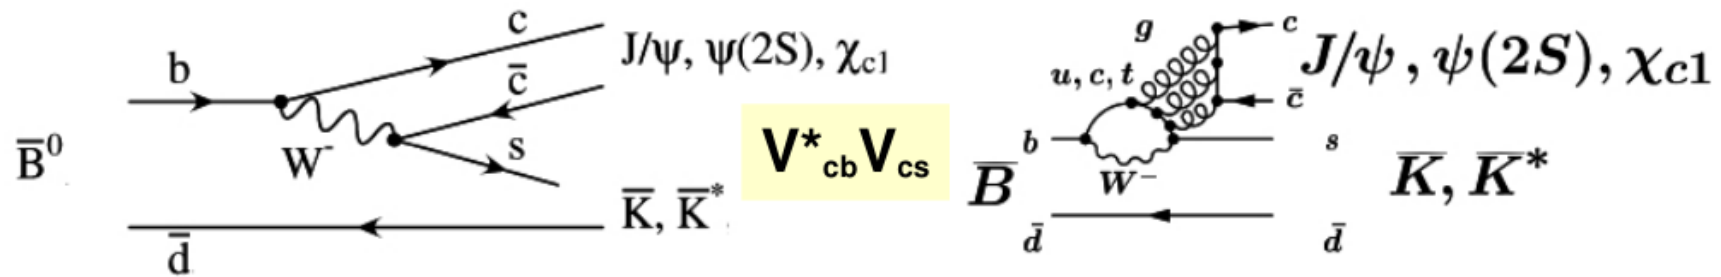 b
c
c̅
s
W⁻
B̅⁰
d̅
J/ψ, ψ(2S), χc1
K̅, K̅*
V*cbVcs
g
u, c, t
c
c̅
b
s
W⁻
B̅
d̅
d̅
J/ψ, ψ(2S), χc1
K̅, K̅*